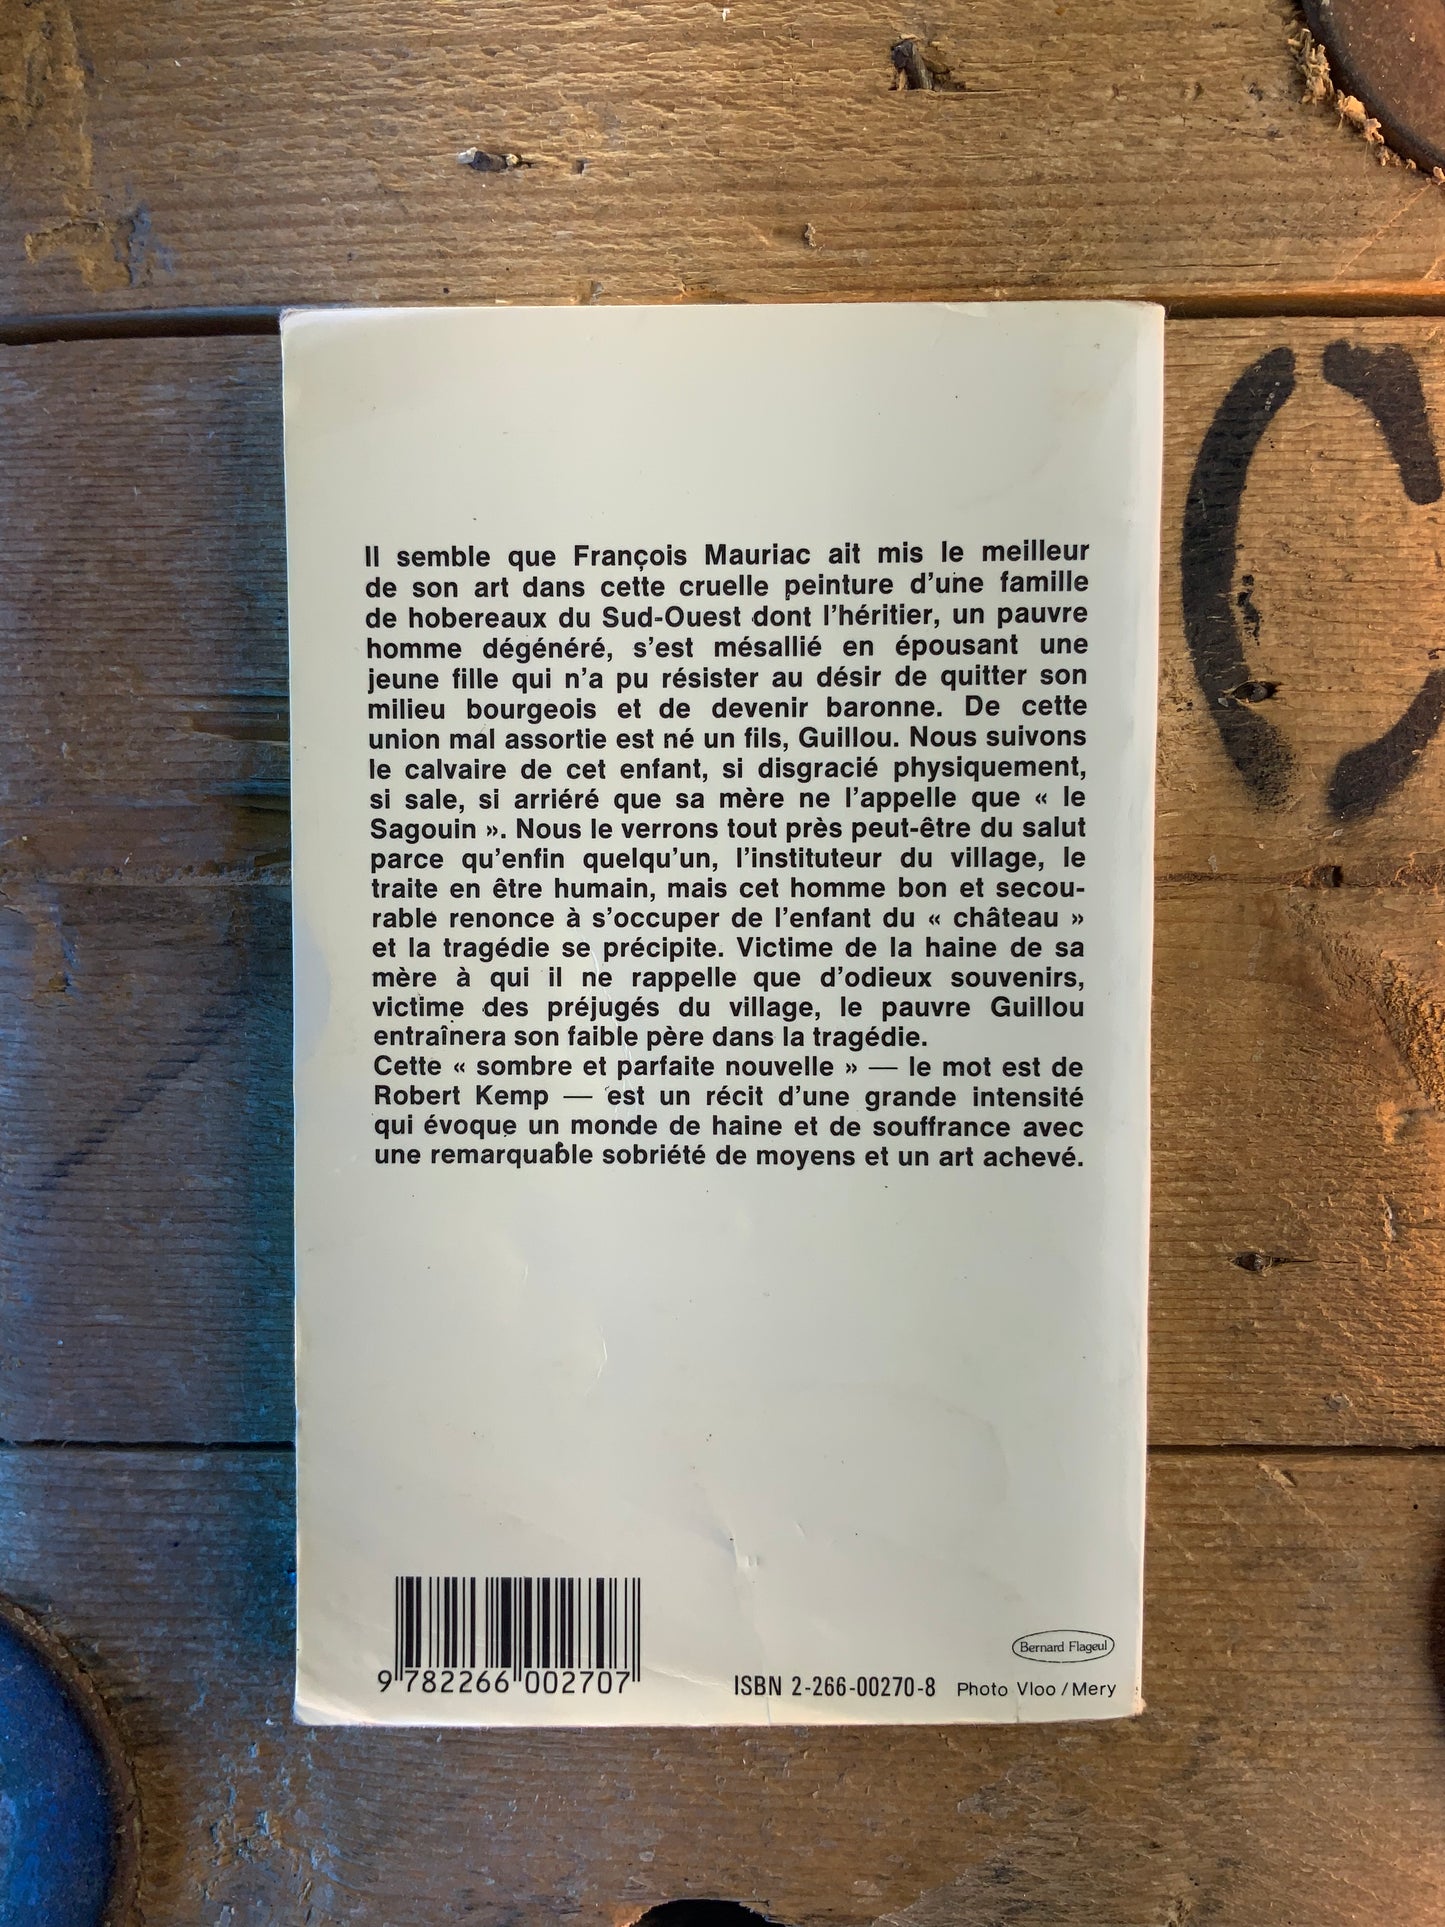 Il semble que François Mauriac ait mis le meilleur
de son art dans cette cruelle peinture d'une famille
de hobereaux du Sud-Ouest dont l'héritier, un pauvre
homme dégénéré, s'est mésallié en épousant une
jeune fille qui n'a pu résister au désir de quitter son
milieu bourgeois et de devenir baronne. De cette
union mal assortie est né un fils, Guillou. Nous suivons
le calvaire de cet enfant, si disgracié physiquement,
si sale, si arriéré que sa mère ne l'appelle que « le
Sagouin ». Nous le verrons tout près peut-être du salut
parce qu'enfin quelqu'un, l'instituteur du village, le
traite en être humain, mais cet homme bon et secou-
rable renonce à s'occuper de l'enfant du « château »
et la tragédie se précipite. Victime de la haine de sa
mère à qui il ne rappelle que d'odieux souvenirs,
victime des préjugés du village, le pauvre Guillou
entraînera son faible père dans la tragédie.
Cette « sombre et parfaite nouvelle » — le mot est de
Robert Kemp — est un récit d'une grande intensité
qui évoque un monde de haine et de souffrance avec
une remarquable sobriété de moyens et un art achevé.
Bernard Flageul
9 782266 002707
ISBN 2-266-00270-8 Photo Vloo / Mery